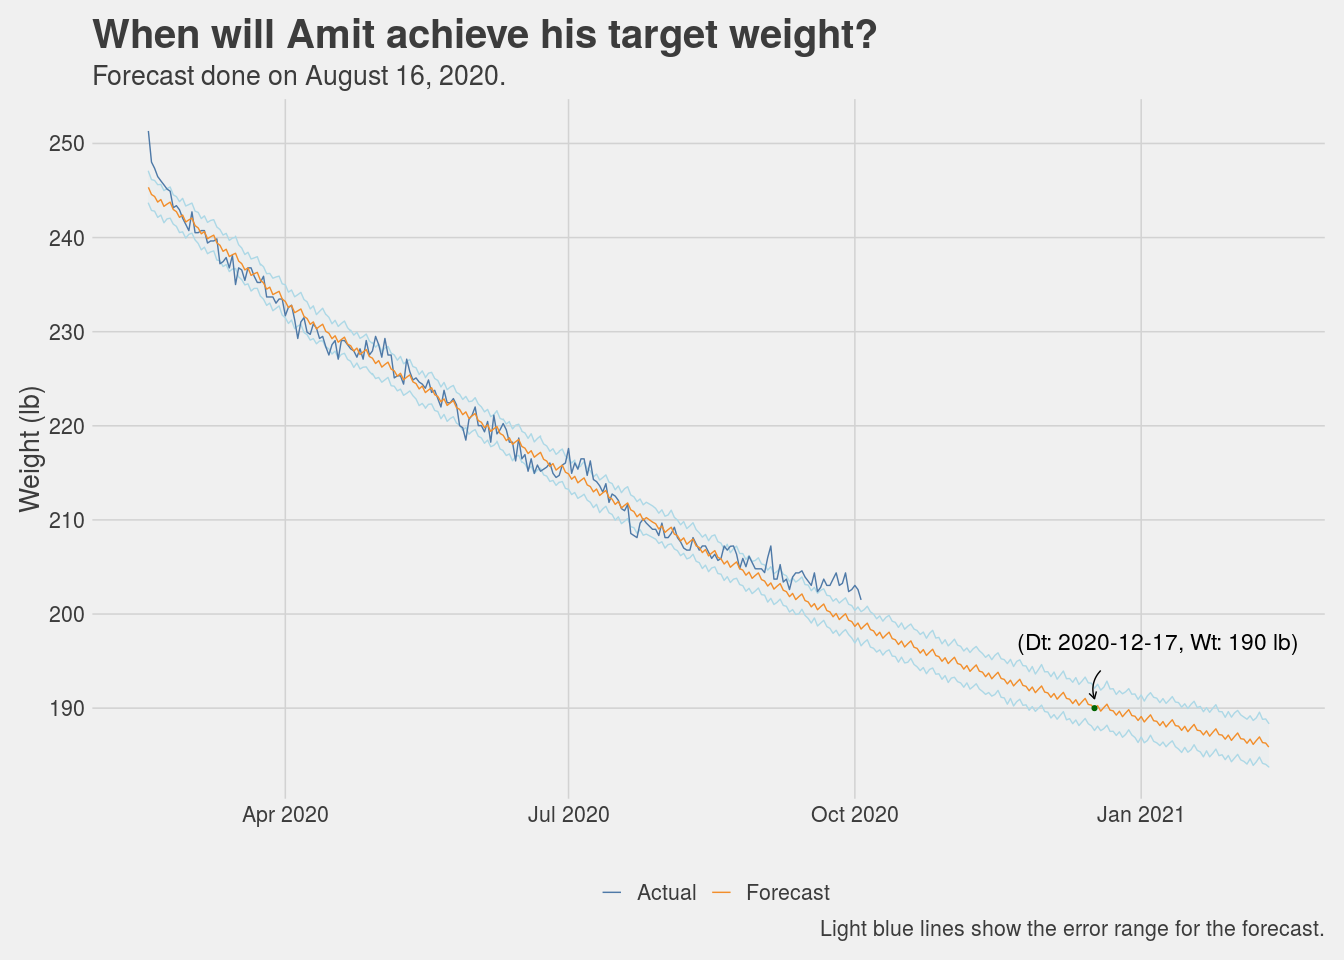 When will Amit achieve his target weight?
Forecast done on August 16, 2020.
Weight (lb)
250
240
230
220
210
200
190
(Dt: 2020-12-17, Wt: 190 lb)
Apr 2020
Jul 2020
Oct 2020
Jan 2021
Actual
Forecast
Light blue lines show the error range for the forecast.